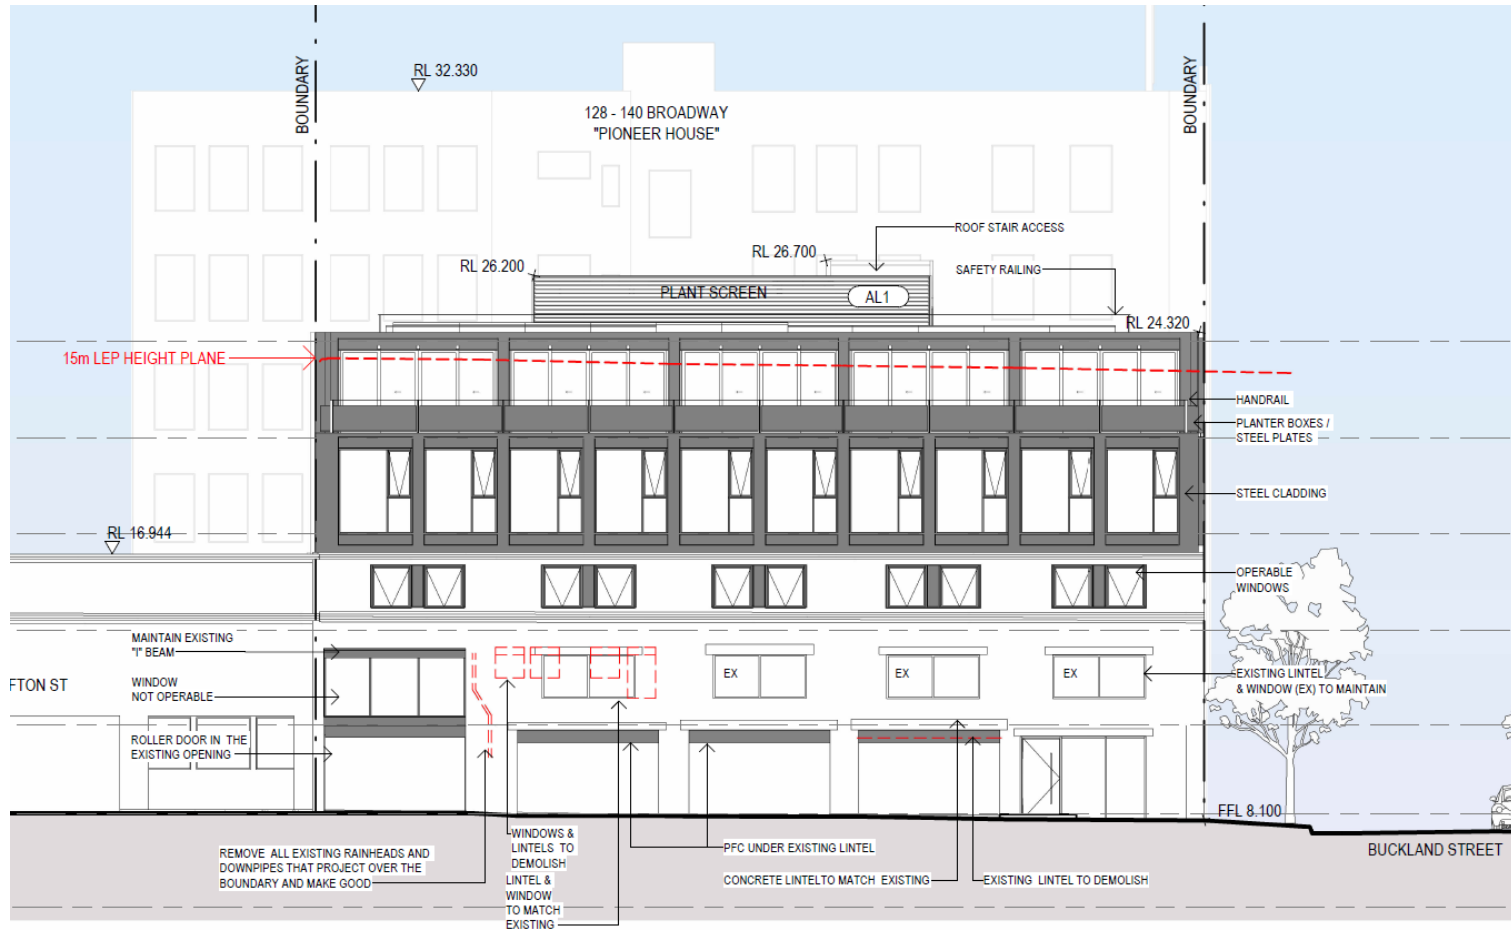 BOUNDARY
BOUNDARY
RL 32.330
128 - 140 BROADWAY
"PIONEER HOUSE"
ROOF STAIR ACCESS
RL 26.700
RL 26.200
SAFETY RAILING
PLANT SCREEN
AL1
RL 24.320
15m LEP HEIGHT PLANE
HANDRAIL
PLANTER BOXES /
STEEL PLATES
STEEL CLADDING
RL 16.944
OPERABLE
WINDOWS
MAINTAIN EXISTING
"I" BEAM
WINDOW
NOT OPERABLE
FTON ST
EX
EX
EX
EXISTING LINTEL
& WINDOW (EX) TO MAINTAIN
ROLLER DOOR IN THE
EXISTING OPENING
FFL 8.100
BUCKLAND STREET
REMOVE ALL EXISTING RAINHEADS AND
DOWNPIPES THAT PROJECT OVER THE
BOUNDARY AND MAKE GOOD
WINDOWS &
LINTELS TO
DEMOLISH
LINTEL &
WINDOW
TO MATCH
EXISTING
PFC UNDER EXISTING LINTEL
CONCRETE LINTELTO MATCH EXISTING
EXISTING LINTEL TO DEMOLISH